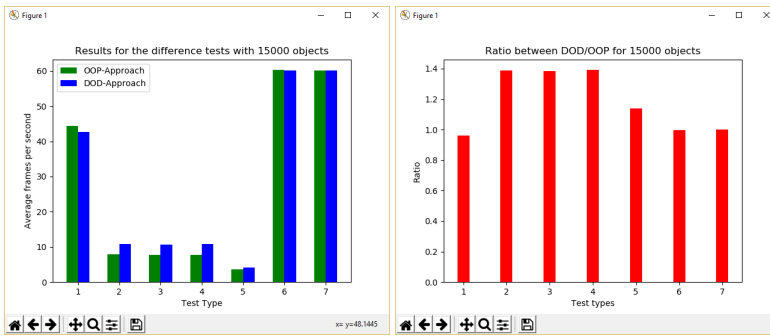 Figure 1
Results for the difference tests with 15000 objects
OOP-Approach
DOD-Approach
Average frames per second
60
50
40
30
20
10
0
1 2 3 4 5 6 7
Test Type
x= y=48.1445
Figure 1
Ratio between DOD/OOP for 15000 objects
Ratio
1.4
1.2
1.0
0.8
0.6
0.4
0.2
0.0
1 2 3 4 5 6 7
Test types